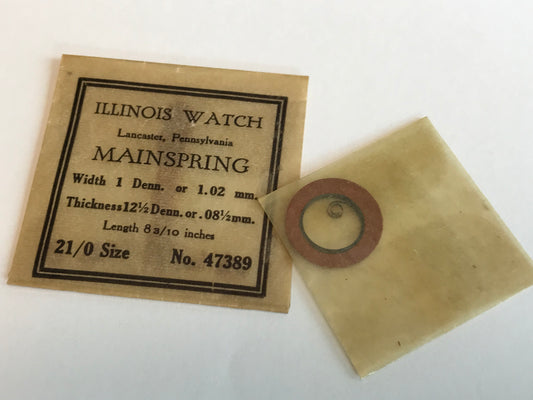 ILLINOIS WATCH
Lancaster, Pennsylvania
MAINSPRING
Width 1 Denn. or 1.02 mm.
Thickness 12½ Denn. or .08½ mm.
Length 8 3/10 inches
21/0 Size No. 47389